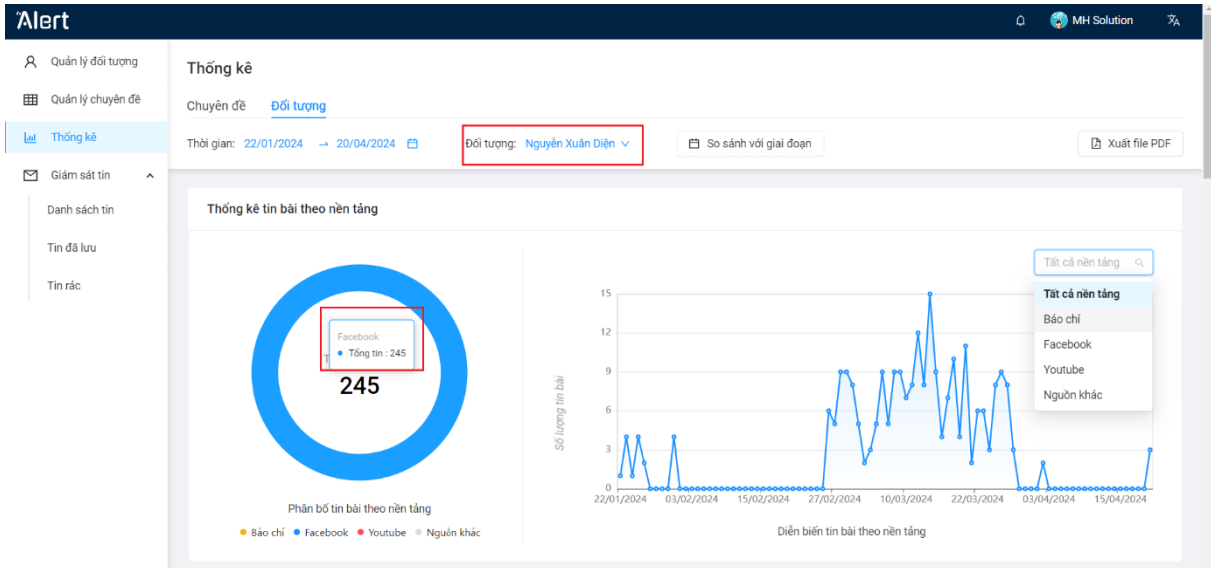 Alert
MH Solution
Quản lý đối tượng
Quản lý chuyên đề
Thống kê
Giám sát tin
Danh sách tin
Tin đã lưu
Tin rác
Thống kê
Chuyên đề Đối tượng
Thời gian: 22/01/2024 → 20/04/2024 Đối tượng: Nguyễn Xuân Diện So sánh với giai đoạn Xuất file PDF
Thống kê tin bài theo nền tảng
Facebook
T
Tổng tin : 245
245
Phân bố tin bài theo nền tảng
Báo chí Facebook Youtube Nguồn khác
Tất cả nền tảng
Tất cả nền tảng
Báo chí
Facebook
Youtube
Nguồn khác
Số lượng tin bài
15
12
9
6
3
0
22/01/2024 03/02/2024 15/02/2024 27/02/2024 10/03/2024 22/03/2024 03/04/2024 15/04/2024
Diễn biến tin bài theo nền tảng